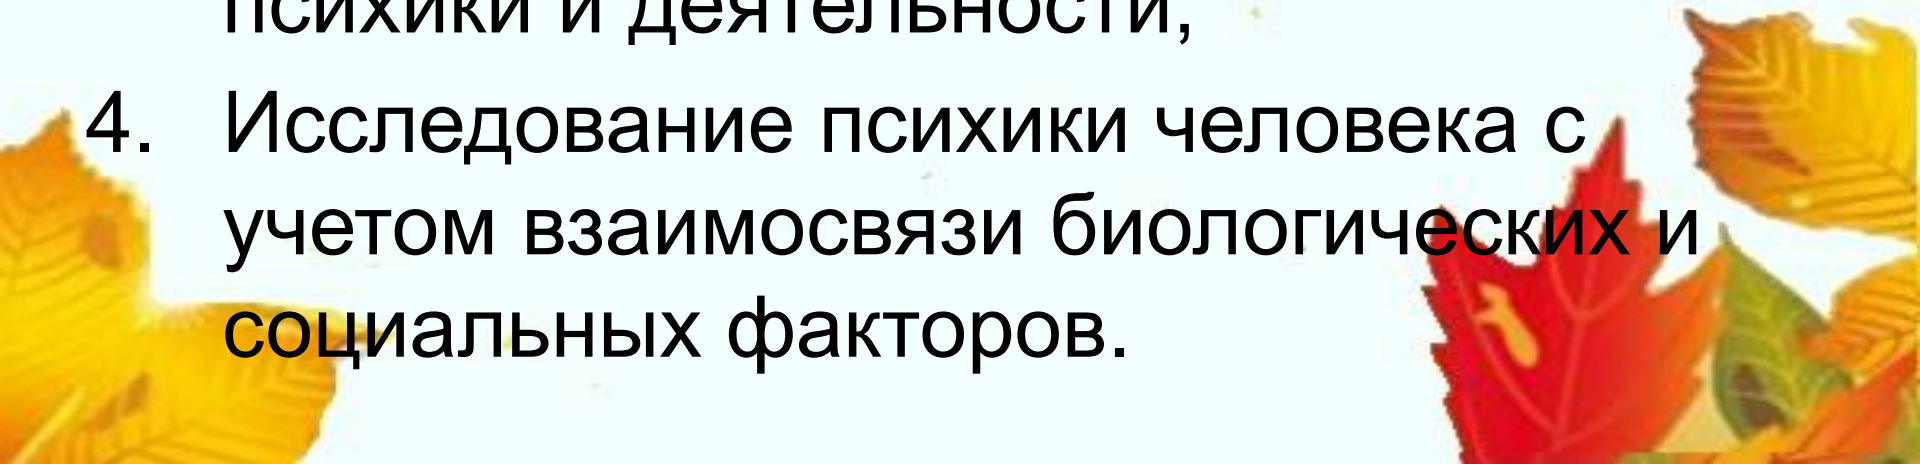 психики и деятельности;
4. Исследование психики человека с
учетом взаимосвязи биологических и
социальных факторов.